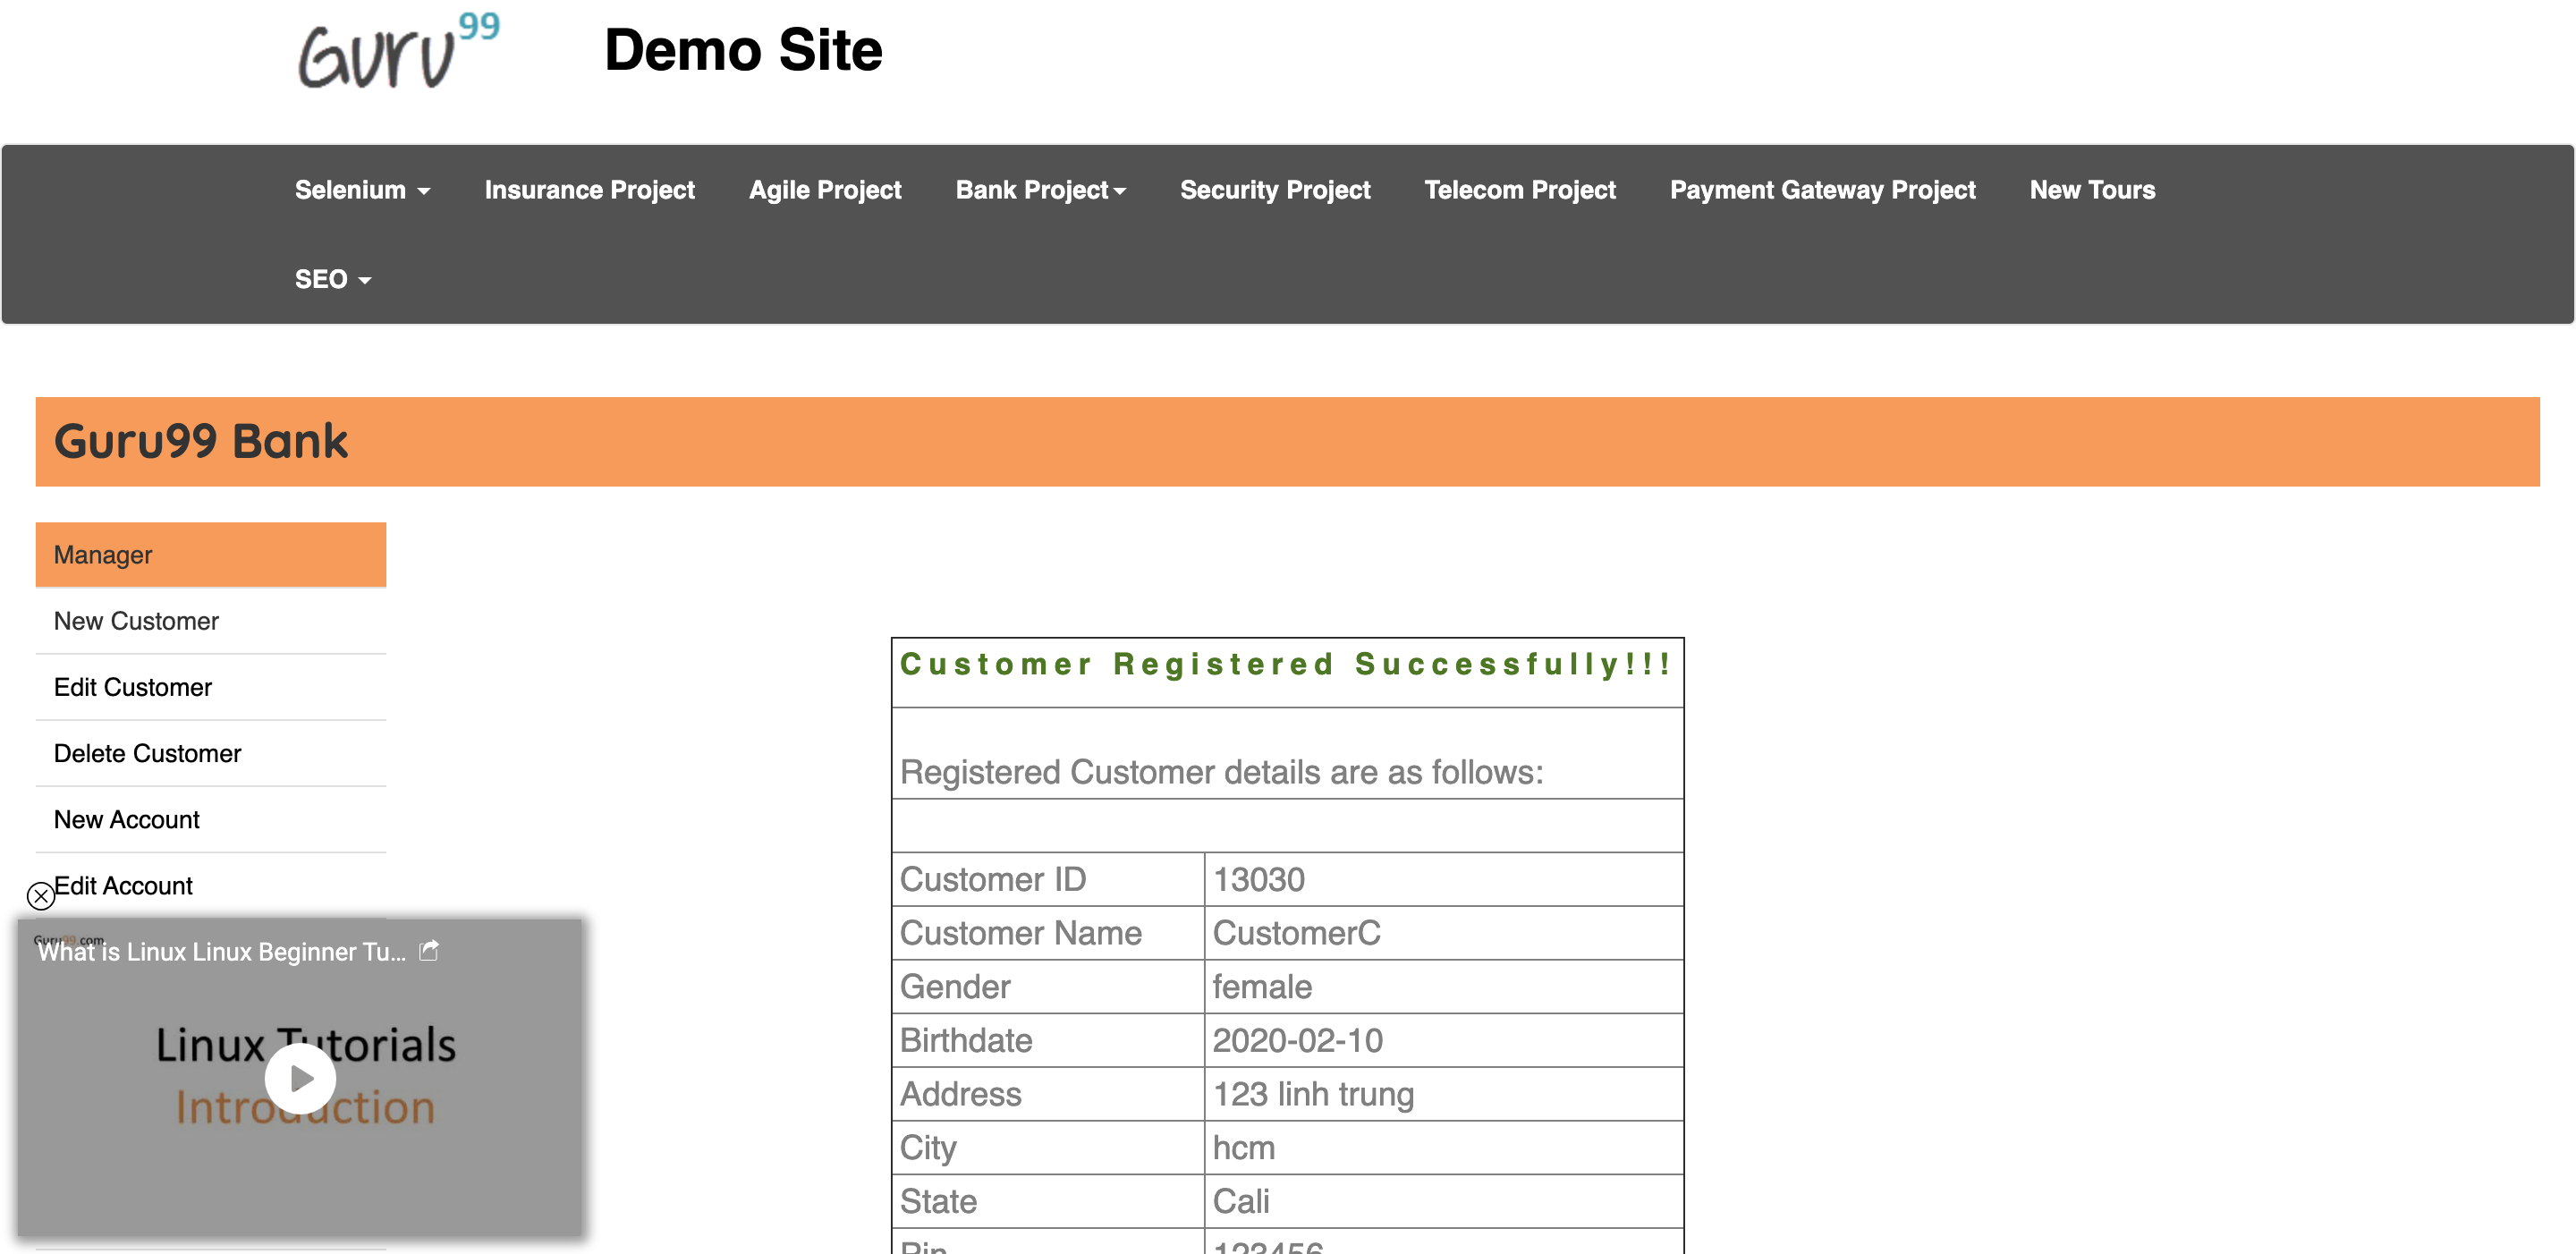 Guru99
Demo Site
Selenium
Insurance Project
Agile Project
Bank Project
Security Project
Telecom Project
Payment Gateway Project
New Tours
SEO
Guru99 Bank
Manager
New Customer
Edit Customer
Delete Customer
New Account
Edit Account
Guru99.com
What is Linux Linux Beginner Tu...
Linux Tutorials
Introduction
Customer Registered Successfully!!!
Registered Customer details are as follows:
Customer ID 13030
Customer Name CustomerC
Gender female
Birthdate 2020-02-10
Address 123 linh trung
City hcm
State Cali
Pin 123456